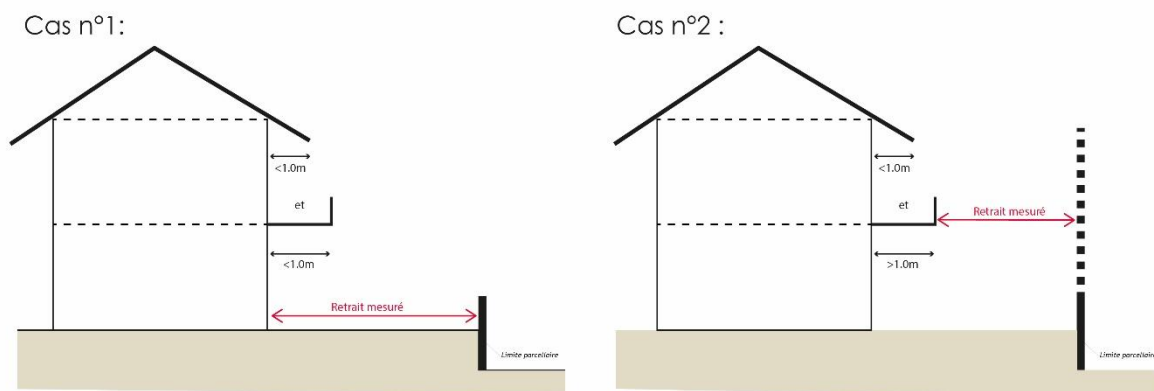 Cas n°1:
<1.0m
et
<1.0m
Retrait mesuré
Limite parcellaire
Cas n°2 :
<1.0m
et
Retrait mesuré
>1.0m
Limite parcellaire